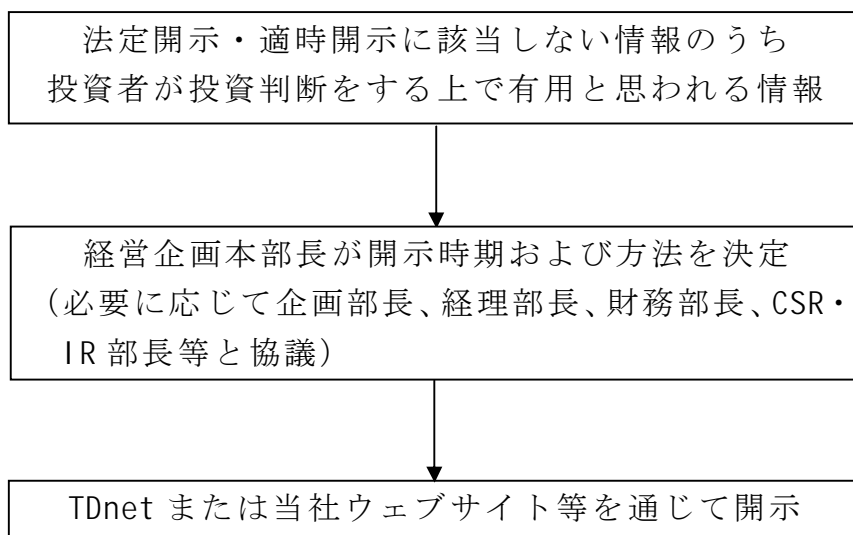 法定開示・適時開示に該当しない情報のうち
投資者が投資判断をする上で有用と思われる情報
経営企画本部長が開示時期および方法を決定
(必要に応じて企画部長、経理部長、財務部長、CSR・
IR部長等と協議)
TDnetまたは当社ウェブサイト等を通じて開示